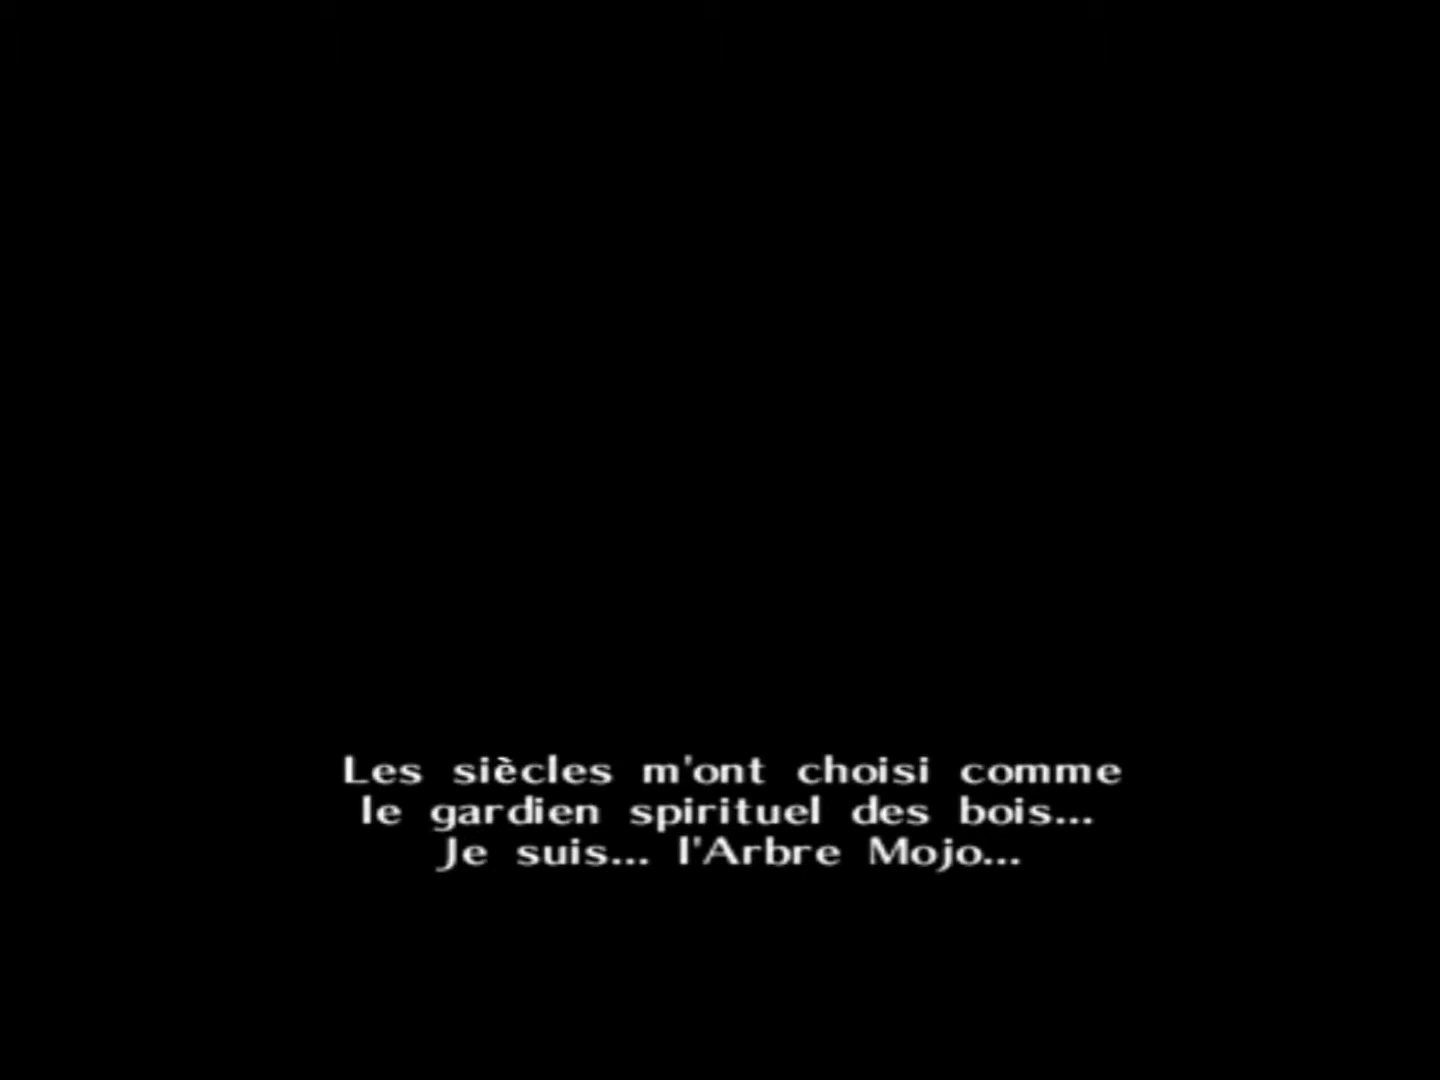 Les siècles m'ont choisi comme
le gardien spirituel des bois...
Je suis... l'Arbre Mojo...